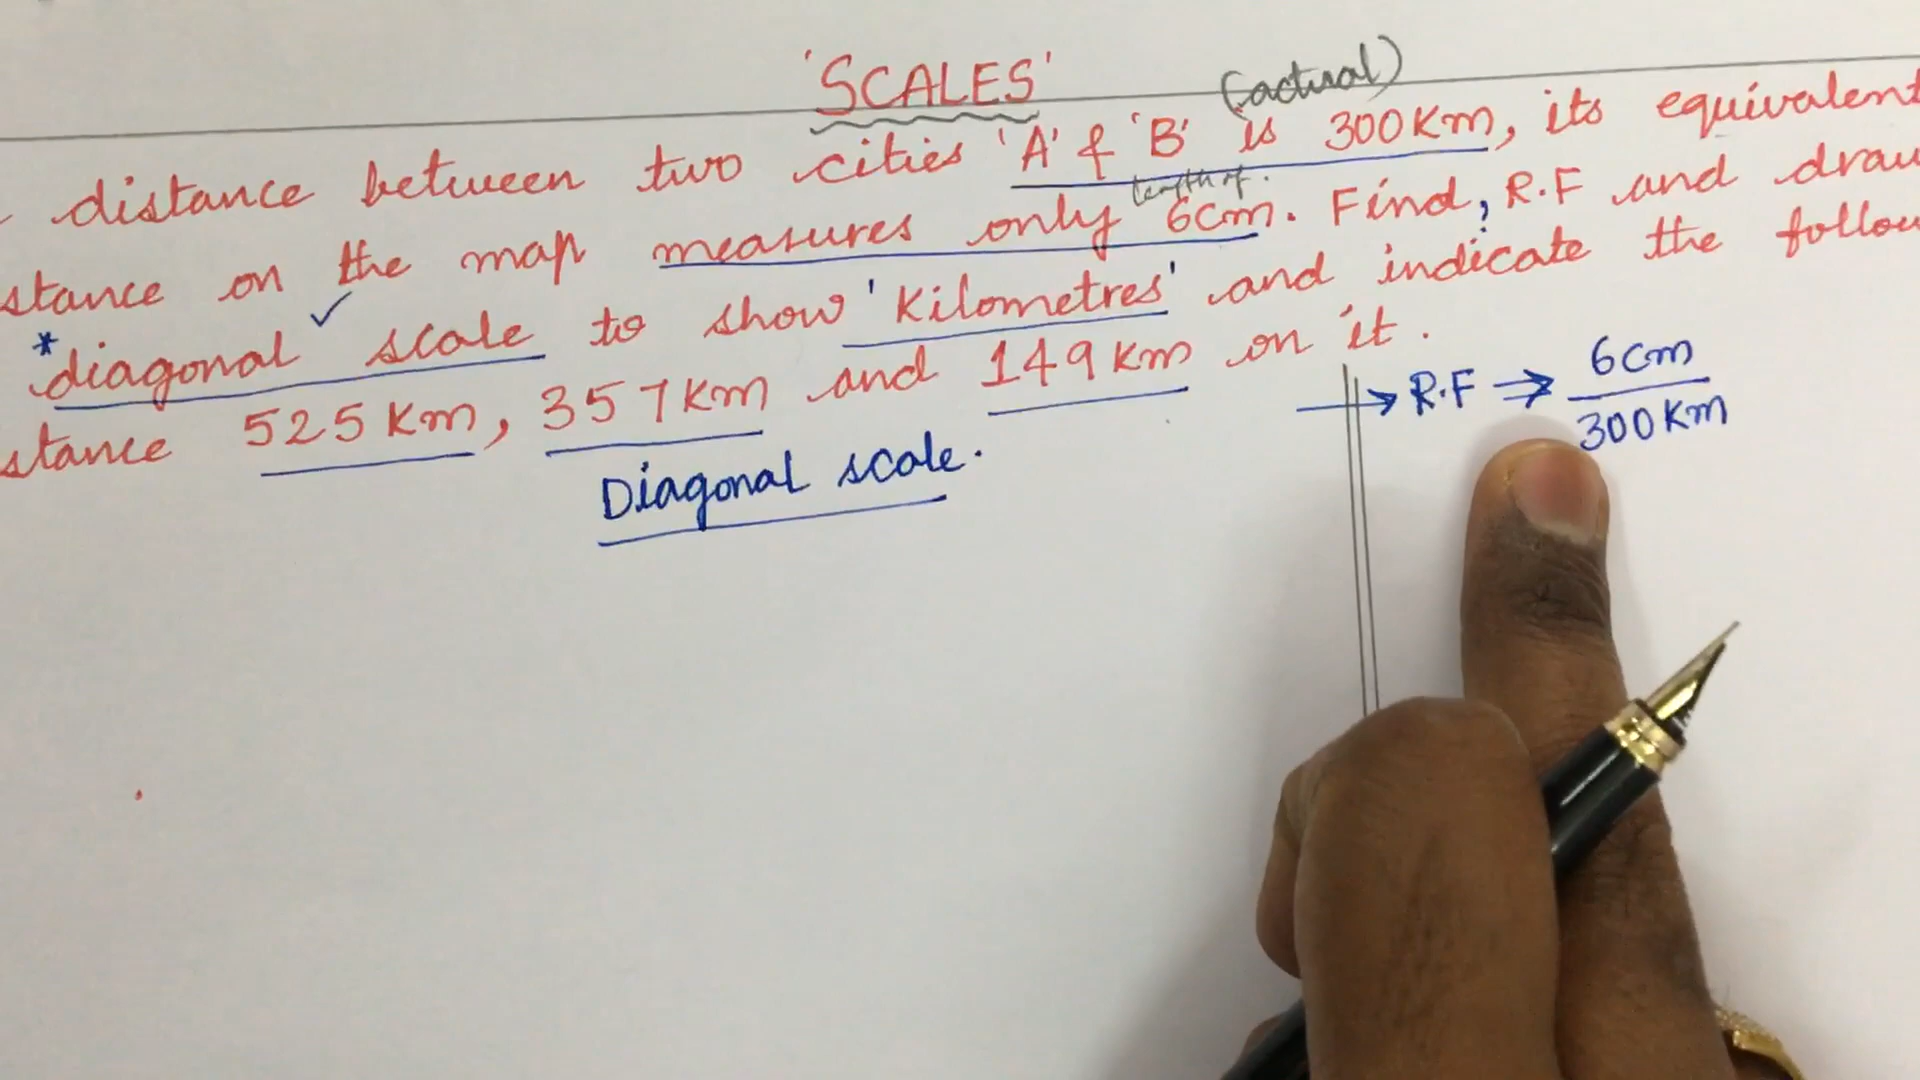 'SCALES'
(actual)
distance between two cities 'A' & 'B' is 300Km, its equivalent
length of.
stance on the map measures only 6cm. Find, R.F and draw
*diagonal scale to show 'Kilometres' and indicate the follow
stance 525 Km, 357 Km and 149 Km on it.
→ R.F ⇒ 6cm
300 Km
Diagonal scale.